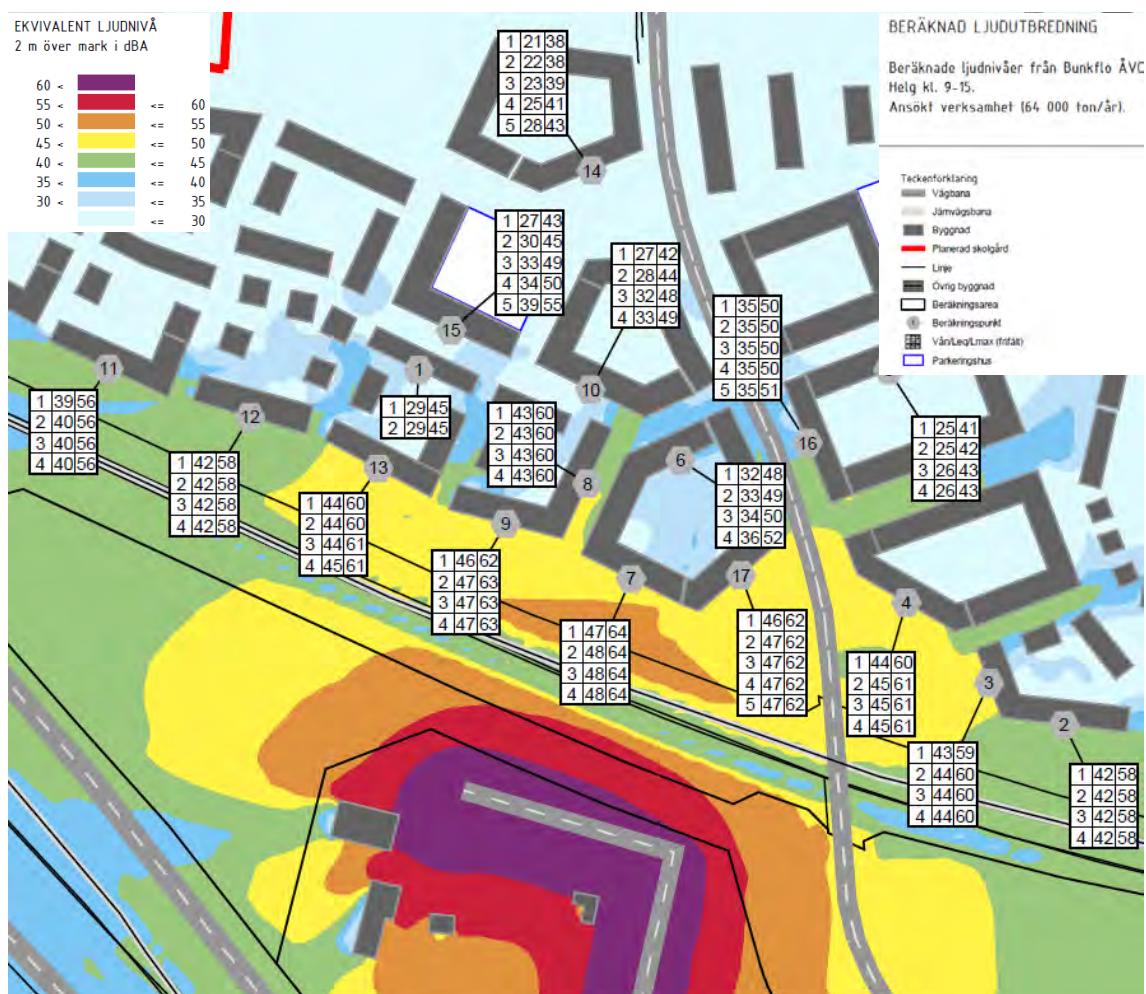 EKVIVALENT LJUDNIVÅ
2 m över mark i dBA
60 <
55 < <= 60
50 < <= 55
45 < <= 50
40 < <= 45
35 < <= 40
30 < <= 35
<= 30
BERÄKNAD LJUDUTBREDNING
Beräknade ljudnivåer från Bunkflo ÅVC
Helg kl. 9-15.
Ansökt verksamhet (64 000 ton/år).
Teckenförklaring
Vägbana
Järnvägsbana
Byggnad
Planerad skolgård
Linje
Övrig byggnad
Beräkningsarea
Beräkningspunkt
Vån/Leq/Lmax (frifält)
Parkeringshus
1 21 38
2 22 38
3 23 39
4 25 41
5 28 43
14
1 27 43
2 30 45
3 33 49
4 34 50
5 39 55
15
1 27 42
2 28 44
3 32 48
4 33 49
10
1 35 50
2 35 50
3 35 50
4 35 50
5 35 51
16
11
1 39 56
2 40 56
3 40 56
4 40 56
12
1 42 58
2 42 58
3 42 58
4 42 58
1
1 29 45
2 29 45
1 43 60
2 43 60
3 43 60
4 43 60
8
6
1 32 48
2 33 49
3 34 50
4 36 52
1 25 41
2 25 42
3 26 43
4 26 43
13
1 44 60
2 44 60
3 44 61
4 45 61
9
1 46 62
2 47 63
3 47 63
4 47 63
7
1 47 64
2 48 64
3 48 64
4 48 64
17
1 46 62
2 47 62
3 47 62
4 47 62
5 47 62
4
1 44 60
2 45 61
3 45 61
4 45 61
3
1 43 59
2 44 60
3 44 60
4 44 60
2
1 42 58
2 42 58
3 42 58
4 42 58